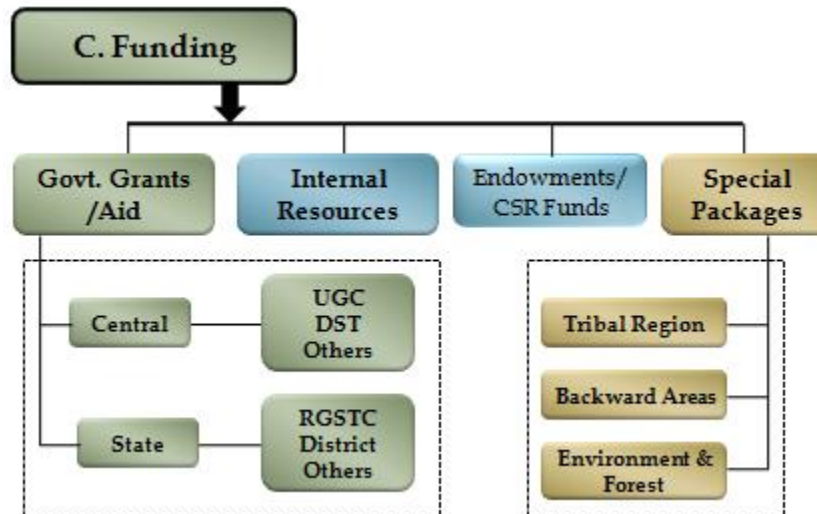 C. Funding
Govt. Grants
/Aid
Internal
Resources
Endowments/
CSR Funds
Special
Packages
Central
UGC
DST
Others
State
RGSTC
District
Others
Tribal Region
Backward Areas
Environment &
Forest